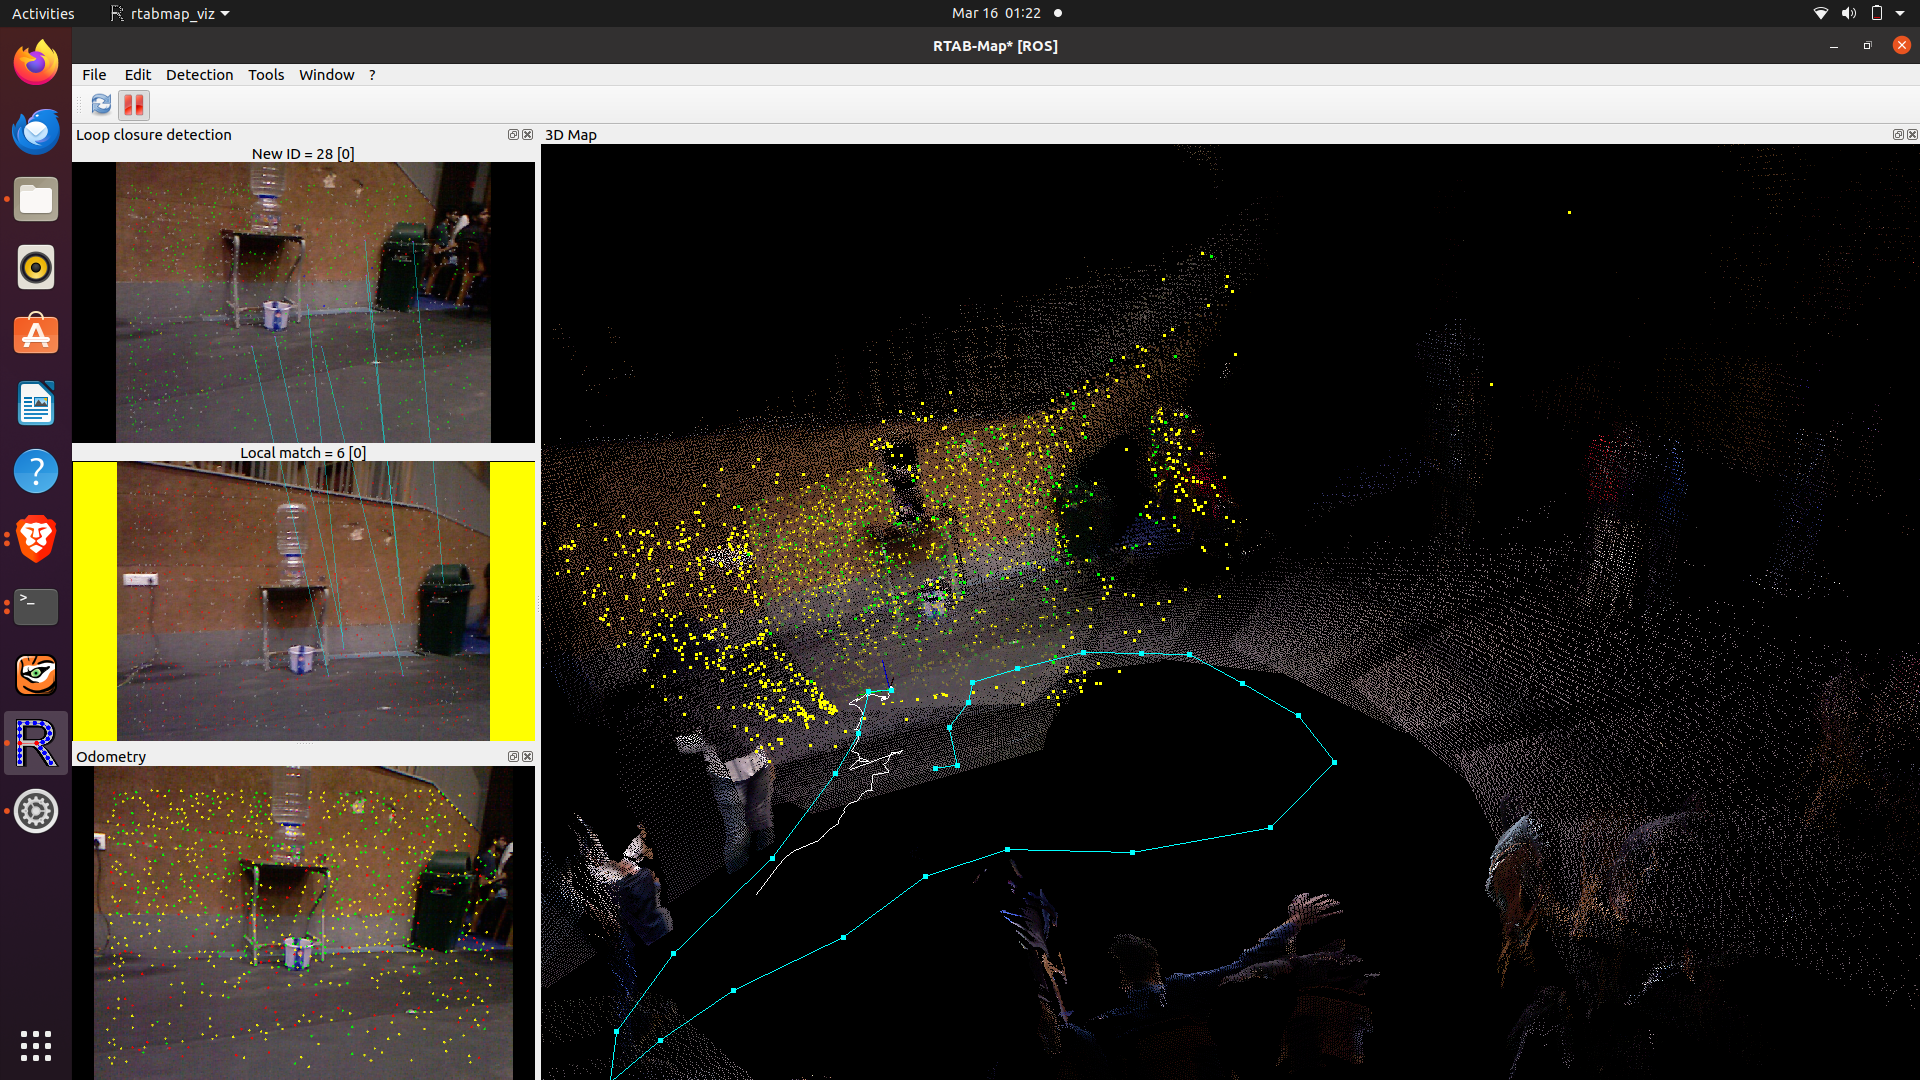 Activities
rtabmap_viz
Mar 16 01:22
RTAB-Map* [ROS]
File Edit Detection Tools Window ?
Loop closure detection
New ID = 28 [0]
Local match = 6 [0]
Odometry
3D Map